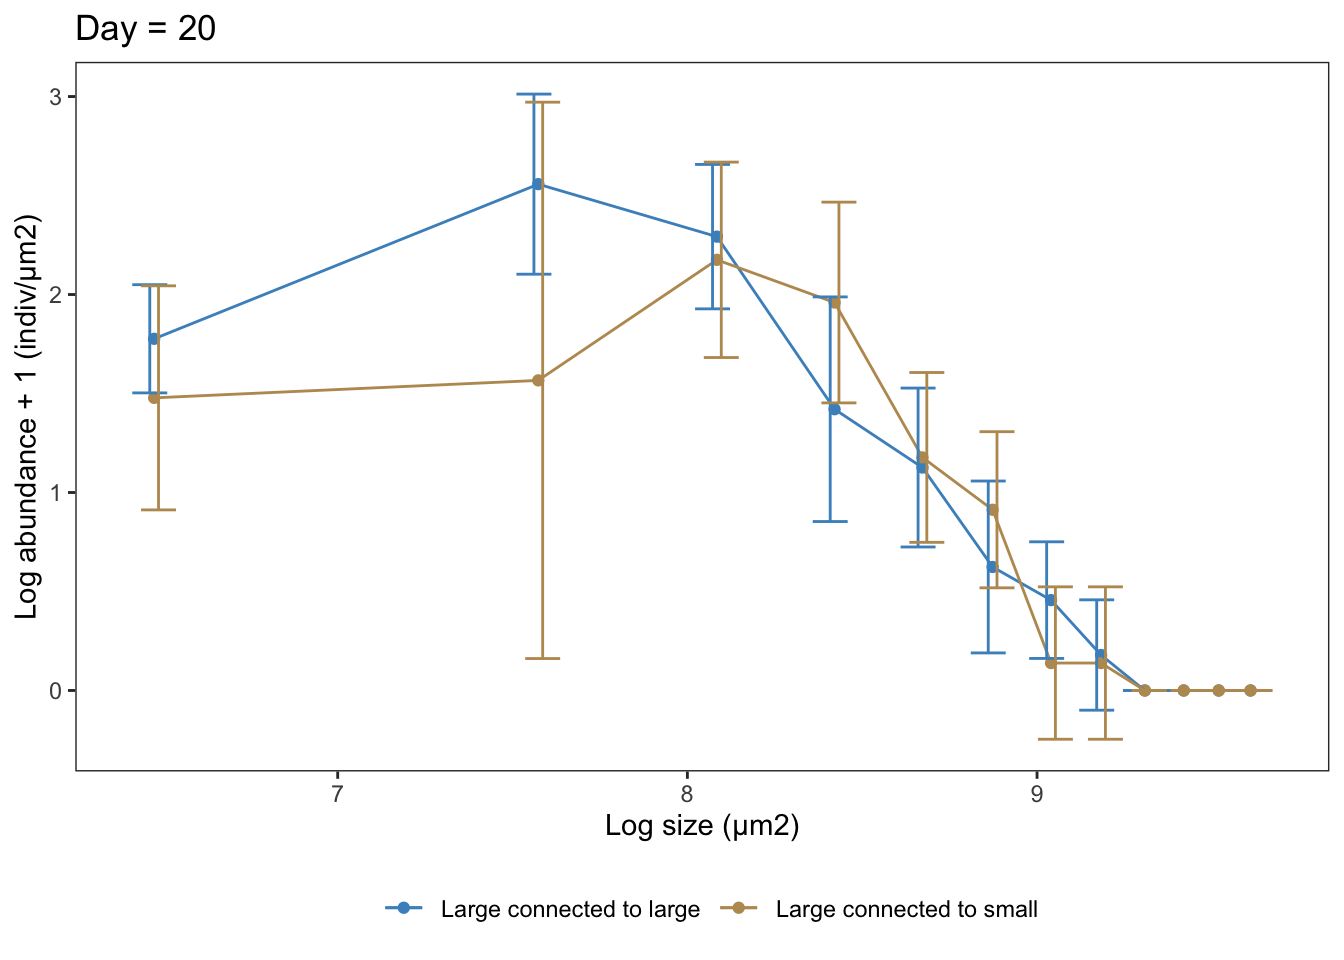 Day = 20
Log abundance + 1 (indiv/μm2)
3
2
1
0
7 8 9
Log size (μm2)
Large connected to large Large connected to small